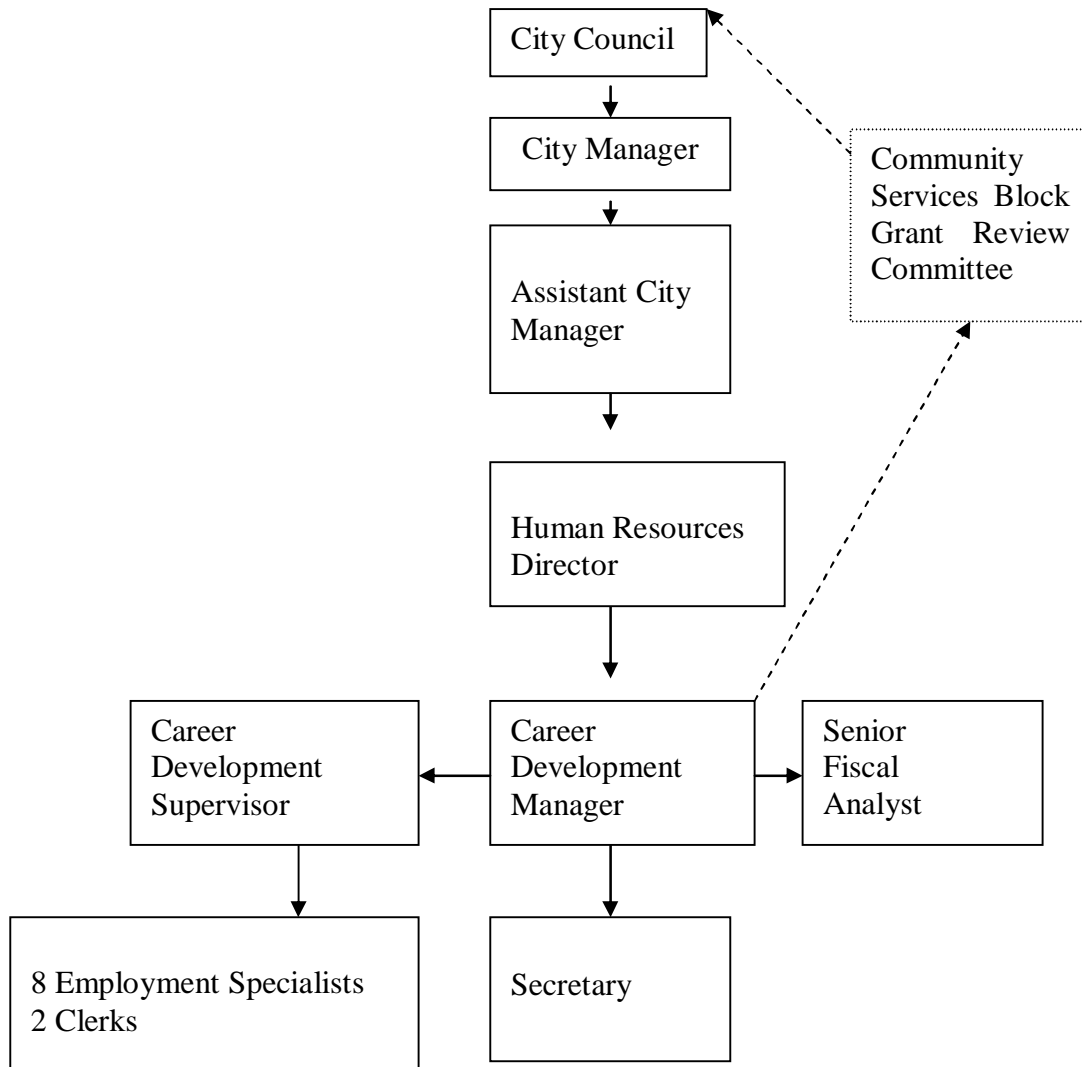 City Council
City Manager
Community
Services Block
Grant Review
Committee
Assistant City
Manager
Human Resources
Director
Career
Development
Supervisor
Career
Development
Manager
Senior
Fiscal
Analyst
8 Employment Specialists
2 Clerks
Secretary